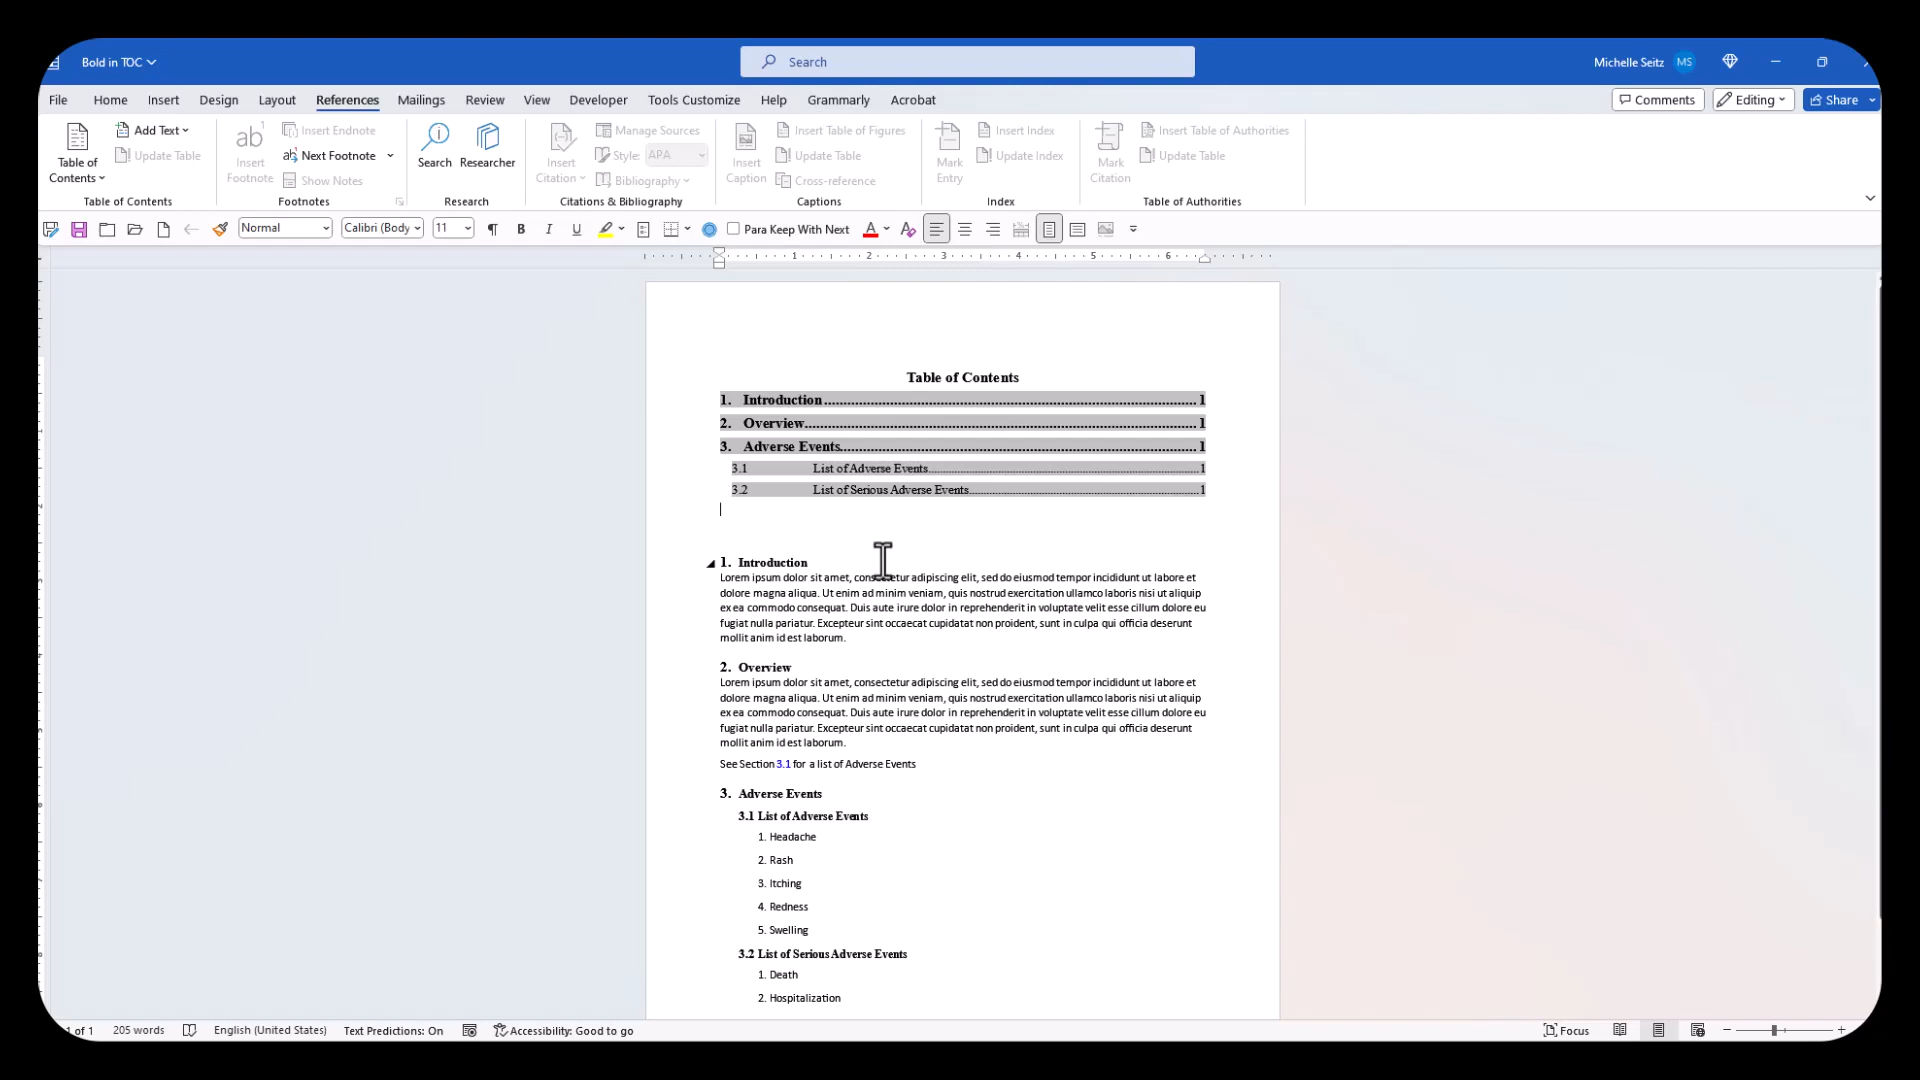 Bold in TOC
Search
Michelle Seitz MS
File Home Insert Design Layout References Mailings Review View Developer Tools Customize Help Grammarly Acrobat
Comments Editing Share
Table of Contents
Add Text
Update Table
Table of Contents
ab1 Insert Footnote
Insert Endnote
ab Next Footnote
Show Notes
Footnotes
Search
Researcher
Research
Insert Citation
Manage Sources
Style: APA
Bibliography
Citations & Bibliography
Insert Caption
Insert Table of Figures
Update Table
Cross-reference
Captions
Mark Entry
Insert Index
Update Index
Index
Mark Citation
Insert Table of Authorities
Update Table
Table of Authorities
Normal Calibri (Body 11 ¶ B I U Para Keep With Next A
1 2 3 4 5 6
Table of Contents
1. Introduction........................................1
2. Overview........................................1
3. Adverse Events........................................1
3.1 List of Adverse Events........................................1
3.2 List of Serious Adverse Events........................................1
1. Introduction
Lorem ipsum dolor sit amet, consectetur adipiscing elit, sed do eiusmod tempor incididunt ut labore et
dolore magna aliqua. Ut enim ad minim veniam, quis nostrud exercitation ullamco laboris nisi ut aliquip
ex ea commodo consequat. Duis aute irure dolor in reprehenderit in voluptate velit esse cillum dolore eu
fugiat nulla pariatur. Excepteur sint occaecat cupidatat non proident, sunt in culpa qui officia deserunt
mollit anim id est laborum.
2. Overview
Lorem ipsum dolor sit amet, consectetur adipiscing elit, sed do eiusmod tempor incididunt ut labore et
dolore magna aliqua. Ut enim ad minim veniam, quis nostrud exercitation ullamco laboris nisi ut aliquip
ex ea commodo consequat. Duis aute irure dolor in reprehenderit in voluptate velit esse cillum dolore eu
fugiat nulla pariatur. Excepteur sint occaecat cupidatat non proident, sunt in culpa qui officia deserunt
mollit anim id est laborum.
See Section 3.1 for a list of Adverse Events
3. Adverse Events
3.1 List of Adverse Events
1. Headache
2. Rash
3. Itching
4. Redness
5. Swelling
3.2 List of Serious Adverse Events
1. Death
2. Hospitalization
1 of 1 205 words English (United States) Text Predictions: On Accessibility: Good to go Focus